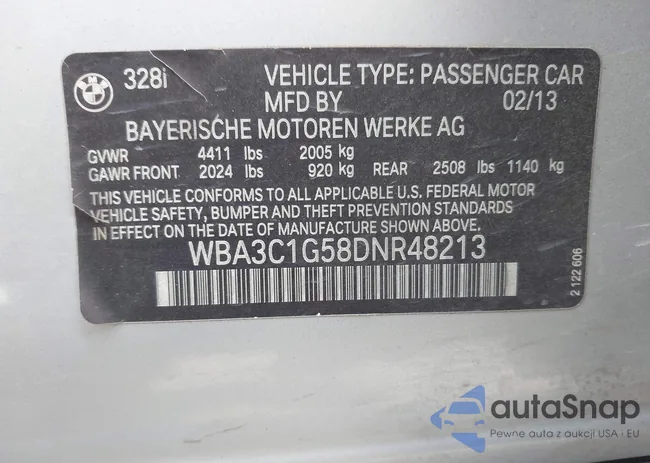 BMW
328i VEHICLE TYPE: PASSENGER CAR
MFD BY 02/13
BAYERISCHE MOTOREN WERKE AG
GVWR 4411 lbs 2005 kg
GAWR FRONT 2024 lbs 920 kg REAR 2508 lbs 1140 kg
THIS VEHICLE CONFORMS TO ALL APPLICABLE U.S. FEDERAL MOTOR
VEHICLE SAFETY, BUMPER AND THEFT PREVENTION STANDARDS
IN EFFECT ON THE DATE OF MANUFACTURE SHOWN ABOVE.
WBA3C1G58DNR48213
2 122 606
autaSnap
Pewne auta z aukcji USA · EU